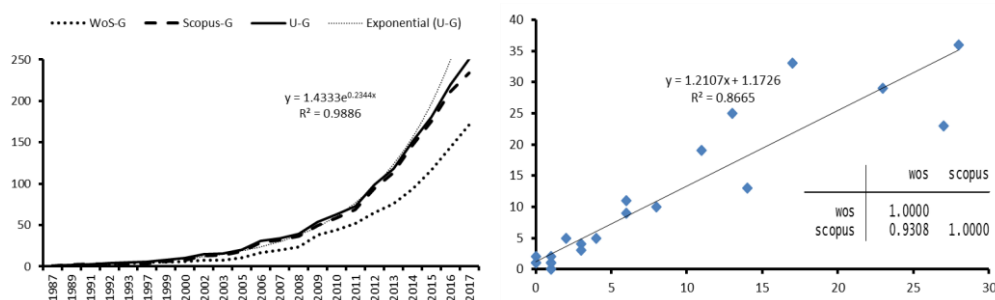 WoS-G Scopus-G U-G Exponential (U-G)
250
200
150
100
50
0
y = 1.4333e^0.2344x
R² = 0.9886
1987 1989 1991 1992 1993 1994 1997 1998 1999 2000 2002 2004 2005 2006 2007 2008 2009 2010 2011 2012 2013 2014 2015 2016 2017
40
35
30
25
20
15
10
5
0
y = 1.2107x + 1.1726
R² = 0.8665
wos scopus
wos 1.0000
scopus 0.9308 1.0000
0 5 10 15 20 25 30